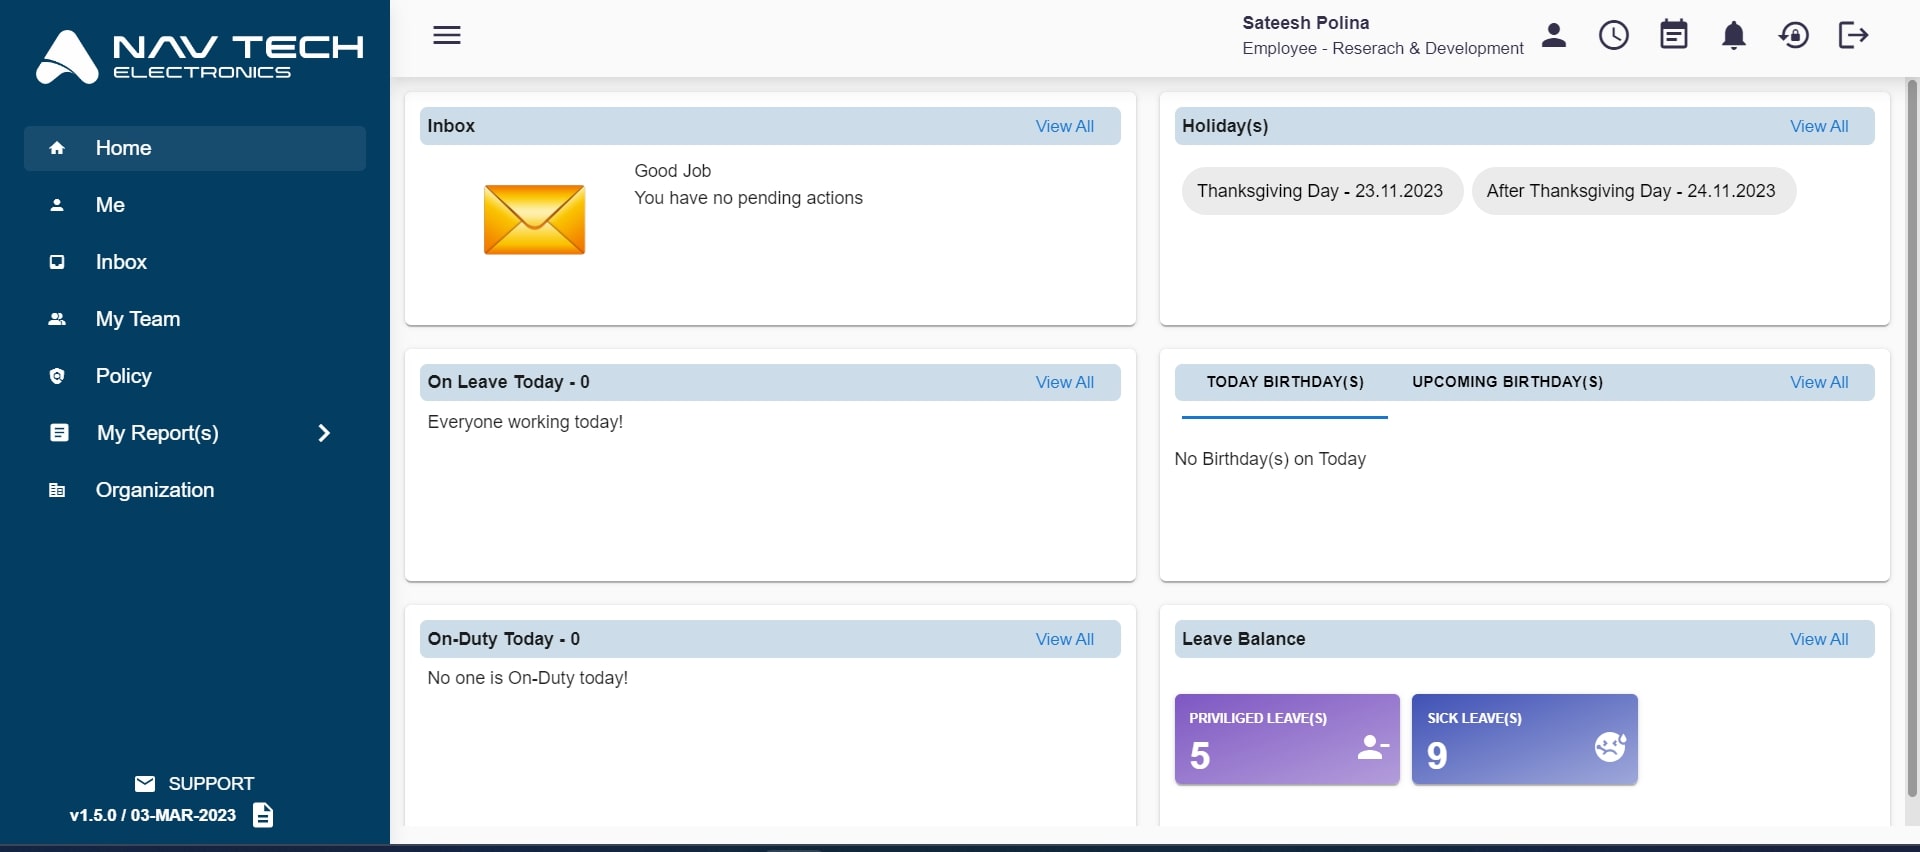 NAV TECH
ELECTRONICS
Home
Me
Inbox
My Team
Policy
My Report(s)
Organization
SUPPORT
v1.5.0 / 03-MAR-2023
Sateesh Polina
Employee - Reserach & Development
Inbox View All
Good Job
You have no pending actions
Holiday(s) View All
Thanksgiving Day - 23.11.2023 After Thanksgiving Day - 24.11.2023
On Leave Today - 0 View All
Everyone working today!
TODAY BIRTHDAY(S) UPCOMING BIRTHDAY(S) View All
No Birthday(s) on Today
On-Duty Today - 0 View All
No one is On-Duty today!
Leave Balance View All
PRIVILIGED LEAVE(S)
5
SICK LEAVE(S)
9